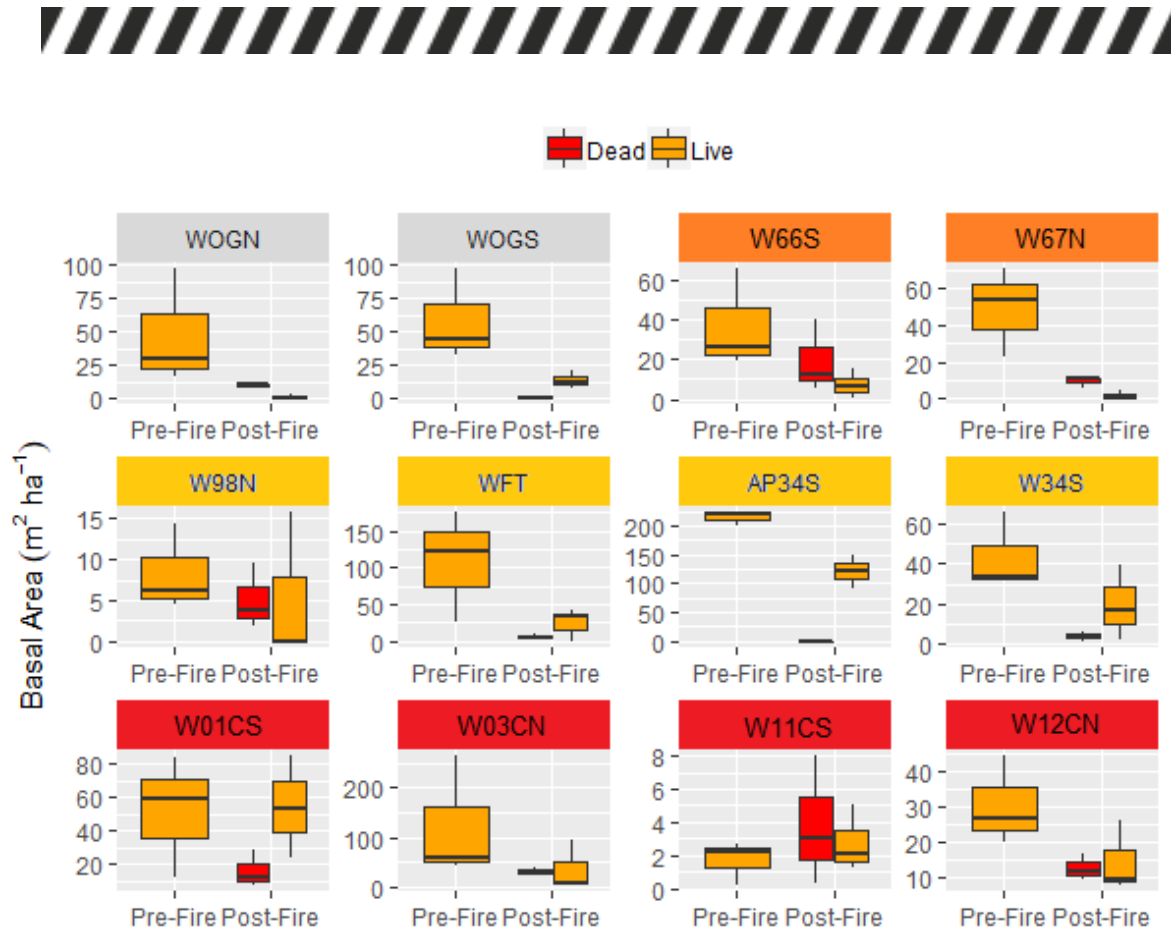 Dead Live
WOGN WOGS W66S W67N
100 75 50 25 0
100 75 50 25 0
60 40 20 0
60 40 20 0
Pre-Fire Post-Fire Pre-Fire Post-Fire Pre-Fire Post-Fire Pre-Fire Post-Fire
Basal Area (m² ha⁻¹)
W98N WFT AP34S W34S
15 10 5 0
150 100 50 0
200 150 100 50 0
60 40 20 0
Pre-Fire Post-Fire Pre-Fire Post-Fire Pre-Fire Post-Fire Pre-Fire Post-Fire
W01CS W03CN W11CS W12CN
80 60 40 20
200 100 0
8 6 4 2 0
40 30 20 10
Pre-Fire Post-Fire Pre-Fire Post-Fire Pre-Fire Post-Fire Pre-Fire Post-Fire